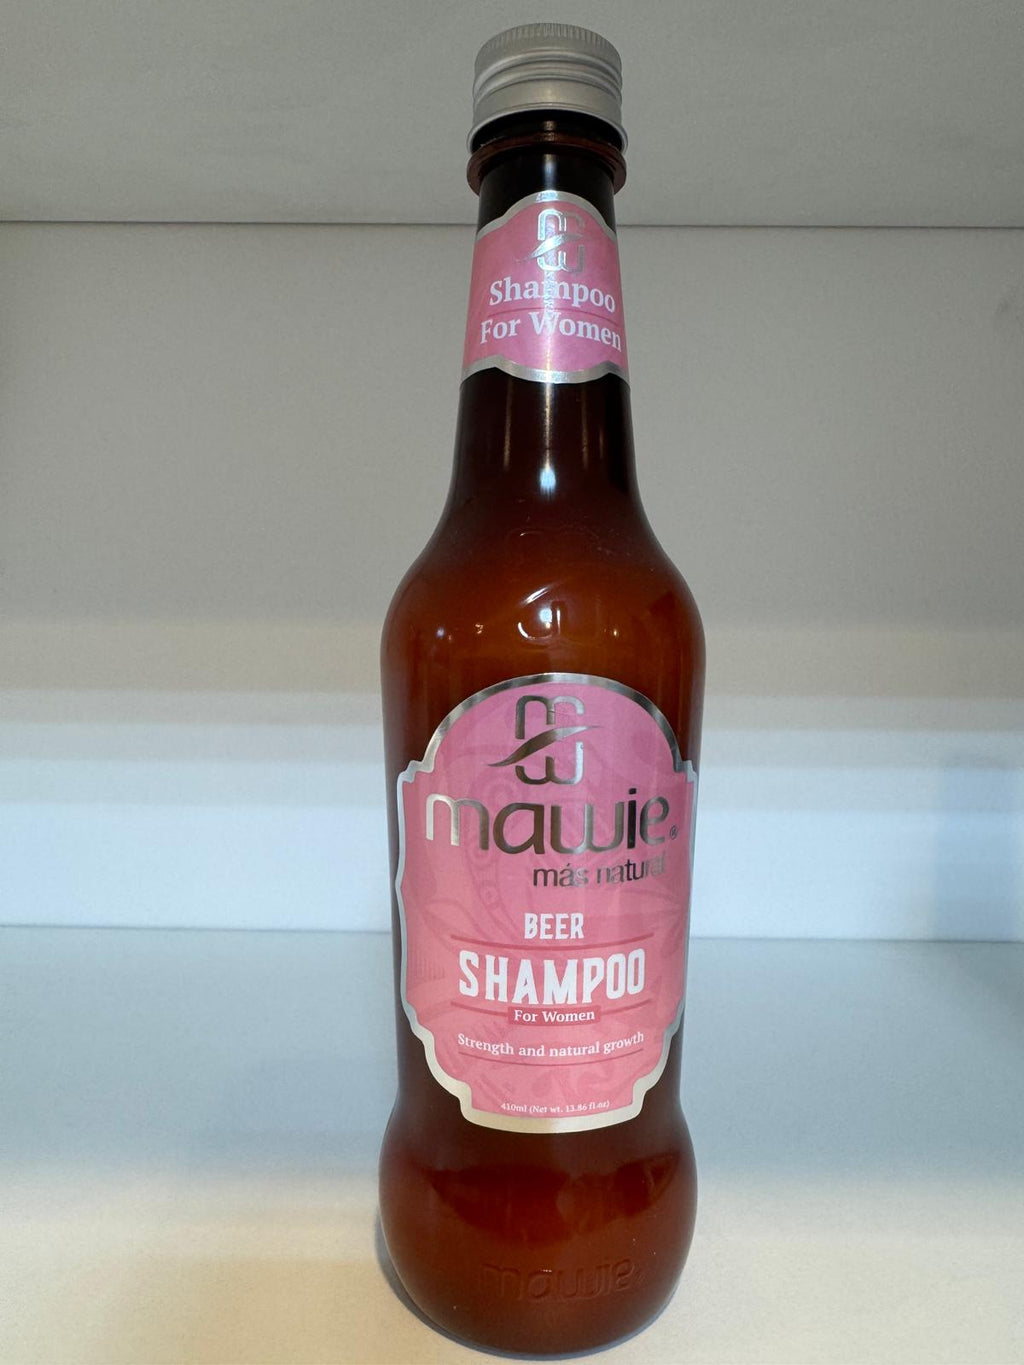 Shampoo
For Women
mawie®
más natural
BEER
SHAMPOO
For Women
Strength and natural growth
410ml (Net wt. 13.86 fl.oz)
mawie